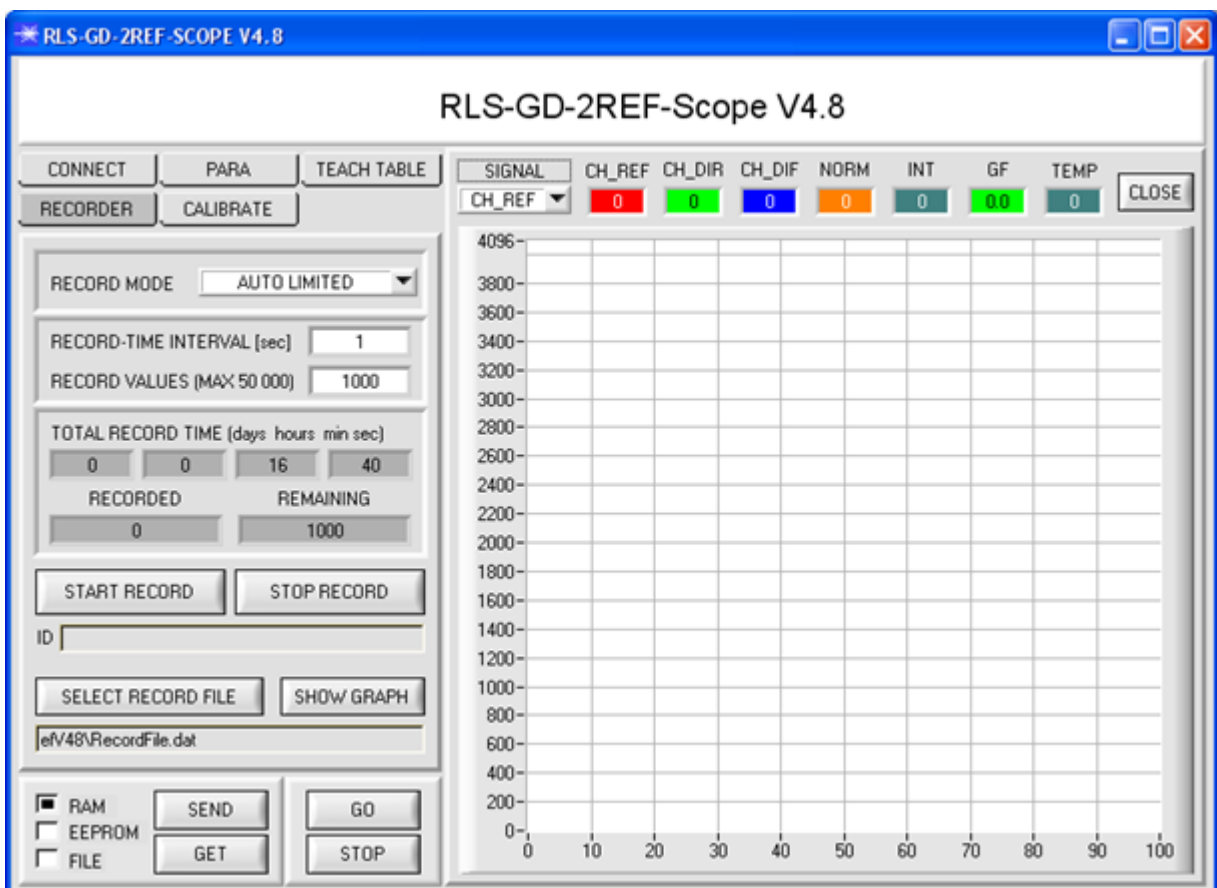 RLS-GD-2REF-SCOPE V4.8
RLS-GD-2REF-Scope V4.8
CONNECT PARA TEACH TABLE
RECORDER CALIBRATE
RECORD MODE AUTO LIMITED
RECORD-TIME INTERVAL [sec] 1
RECORD VALUES (MAX 50 000) 1000
TOTAL RECORD TIME (days hours min sec)
0 0 16 40
RECORDED REMAINING
0 1000
START RECORD STOP RECORD
ID
SELECT RECORD FILE SHOW GRAPH
efV48\RecordFile.dat
RAM
EEPROM
FILE
SEND
GET
GO
STOP
SIGNAL CH_REF CH_DIR CH_DIF NORM INT GF TEMP
CH_REF 0 0 0 0 0 0.0 0
CLOSE
4096
3800
3600
3400
3200
3000
2800
2600
2400
2200
2000
1800
1600
1400
1200
1000
800
600
400
200
0
0 10 20 30 40 50 60 70 80 90 100